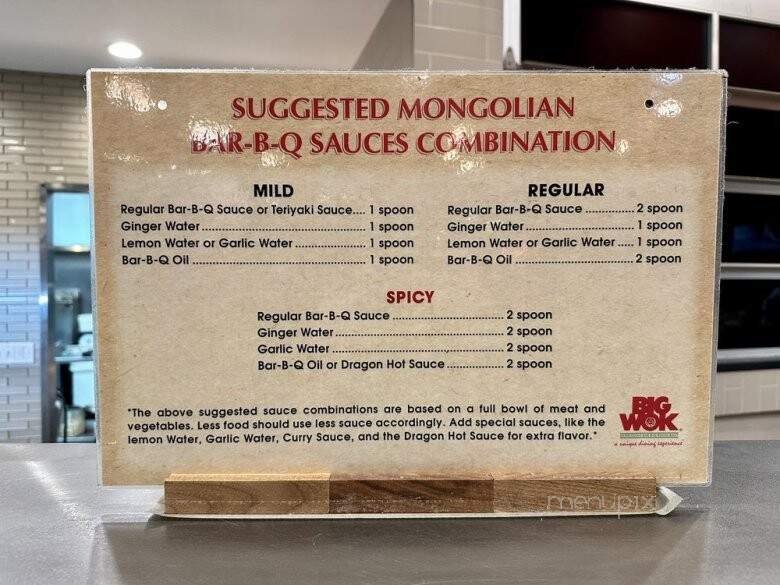 SUGGESTED MONGOLIAN
BAR-B-Q SAUCES COMBINATION
MILD
Regular Bar-B-Q Sauce or Teriyaki Sauce.... 1 spoon
Ginger Water ............................................ 1 spoon
Lemon Water or Garlic Water .................. 1 spoon
Bar-B-Q Oil ............................................... 1 spoon
REGULAR
Regular Bar-B-Q Sauce ............. 2 spoon
Ginger Water ............................. 1 spoon
Lemon Water or Garlic Water ..... 1 spoon
Bar-B-Q Oil ................................ 2 spoon
SPICY
Regular Bar-B-Q Sauce ............................. 2 spoon
Ginger Water ............................................. 2 spoon
Garlic Water .............................................. 2 spoon
Bar-B-Q Oil or Dragon Hot Sauce ............... 2 spoon
"The above suggested sauce combinations are based on a full bowl of meat and
vegetables. Less food should use less sauce accordingly. Add special sauces, like the
lemon Water, Garlic Water, Curry Sauce, and the Dragon Hot Sauce for extra flavor."
BIG
WOK
a unique dining experience
menupix